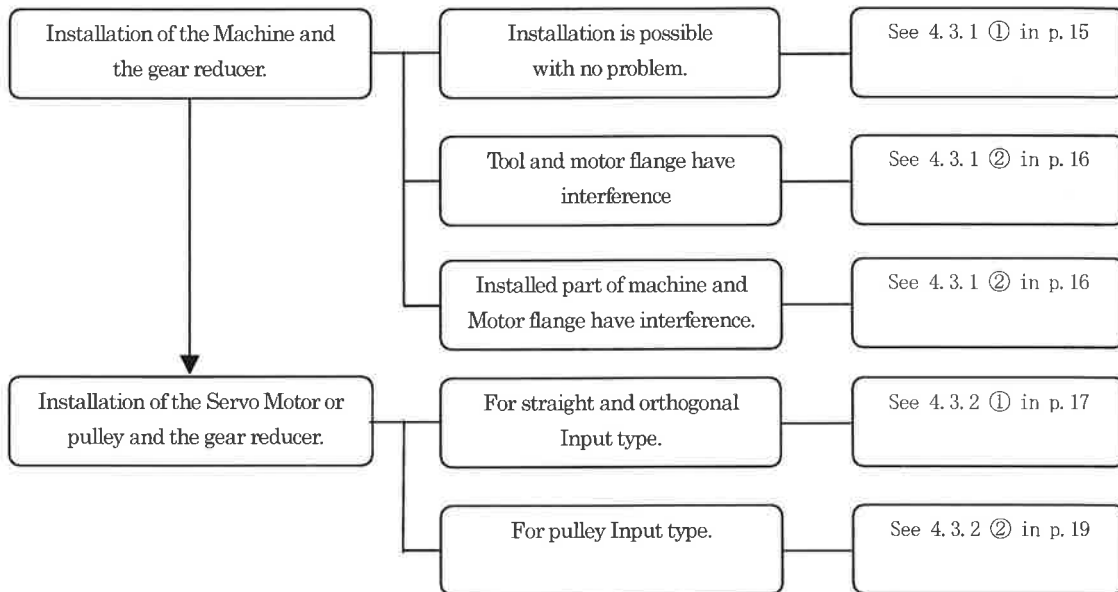 Installation of the Machine and
the gear reducer.
Installation is possible
with no problem.
See 4.3.1 ① in p.15
Tool and motor flange have
interference
See 4.3.1 ② in p.16
Installed part of machine and
Motor flange have interference.
See 4.3.1 ② in p.16
Installation of the Servo Motor or
pulley and the gear reducer.
For straight and orthogonal
Input type.
See 4.3.2 ① in p.17
For pulley Input type.
See 4.3.2 ② in p.19